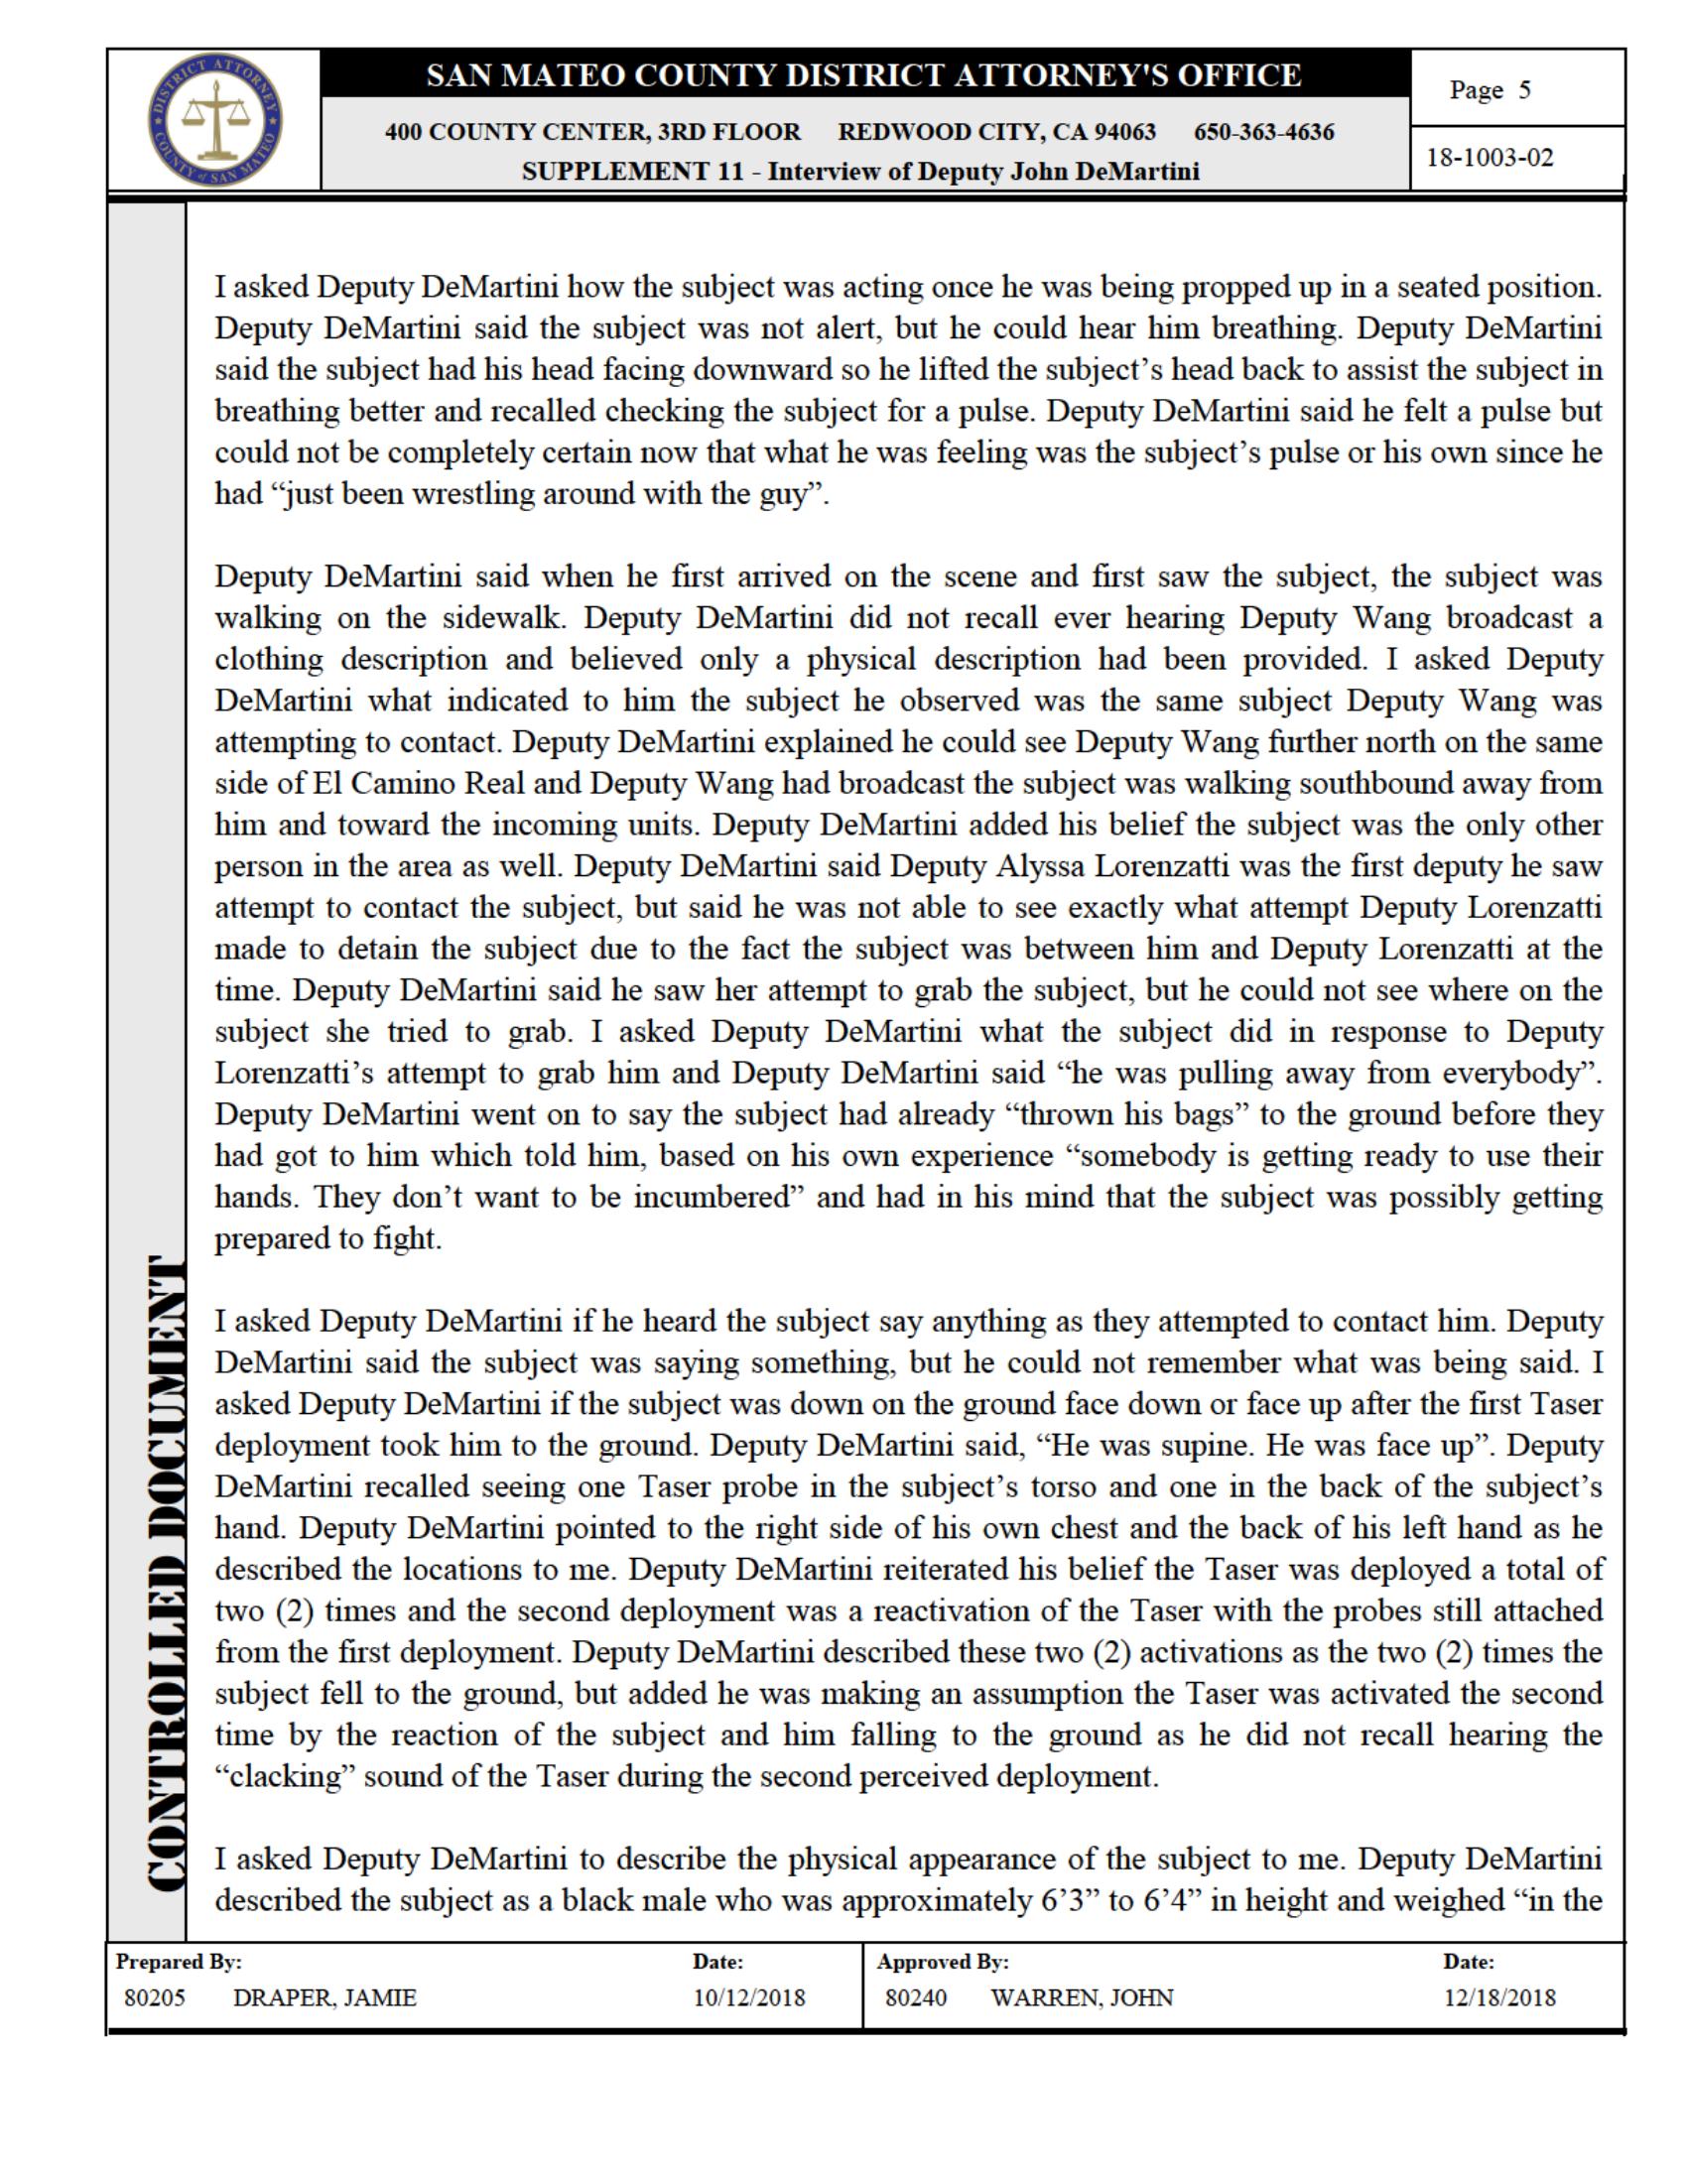 DISTRICT ATTORNEY
COUNTY of SAN MATEO
SAN MATEO COUNTY DISTRICT ATTORNEY'S OFFICE
400 COUNTY CENTER, 3RD FLOOR REDWOOD CITY, CA 94063 650-363-4636
SUPPLEMENT 11 - Interview of Deputy John DeMartini
Page 5
18-1003-02
I asked Deputy DeMartini how the subject was acting once he was being propped up in a seated position.
Deputy DeMartini said the subject was not alert, but he could hear him breathing. Deputy DeMartini
said the subject had his head facing downward so he lifted the subject’s head back to assist the subject in
breathing better and recalled checking the subject for a pulse. Deputy DeMartini said he felt a pulse but
could not be completely certain now that what he was feeling was the subject’s pulse or his own since he
had “just been wrestling around with the guy”.
Deputy DeMartini said when he first arrived on the scene and first saw the subject, the subject was
walking on the sidewalk. Deputy DeMartini did not recall ever hearing Deputy Wang broadcast a
clothing description and believed only a physical description had been provided. I asked Deputy
DeMartini what indicated to him the subject he observed was the same subject Deputy Wang was
attempting to contact. Deputy DeMartini explained he could see Deputy Wang further north on the same
side of El Camino Real and Deputy Wang had broadcast the subject was walking southbound away from
him and toward the incoming units. Deputy DeMartini added his belief the subject was the only other
person in the area as well. Deputy DeMartini said Deputy Alyssa Lorenzatti was the first deputy he saw
attempt to contact the subject, but said he was not able to see exactly what attempt Deputy Lorenzatti
made to detain the subject due to the fact the subject was between him and Deputy Lorenzatti at the
time. Deputy DeMartini said he saw her attempt to grab the subject, but he could not see where on the
subject she tried to grab. I asked Deputy DeMartini what the subject did in response to Deputy
Lorenzatti’s attempt to grab him and Deputy DeMartini said “he was pulling away from everybody”.
Deputy DeMartini went on to say the subject had already “thrown his bags” to the ground before they
had got to him which told him, based on his own experience “somebody is getting ready to use their
hands. They don’t want to be incumbered” and had in his mind that the subject was possibly getting
prepared to fight.
I asked Deputy DeMartini if he heard the subject say anything as they attempted to contact him. Deputy
DeMartini said the subject was saying something, but he could not remember what was being said. I
asked Deputy DeMartini if the subject was down on the ground face down or face up after the first Taser
deployment took him to the ground. Deputy DeMartini said, “He was supine. He was face up”. Deputy
DeMartini recalled seeing one Taser probe in the subject’s torso and one in the back of the subject’s
hand. Deputy DeMartini pointed to the right side of his own chest and the back of his left hand as he
described the locations to me. Deputy DeMartini reiterated his belief the Taser was deployed a total of
two (2) times and the second deployment was a reactivation of the Taser with the probes still attached
from the first deployment. Deputy DeMartini described these two (2) activations as the two (2) times the
subject fell to the ground, but added he was making an assumption the Taser was activated the second
time by the reaction of the subject and him falling to the ground as he did not recall hearing the
“clacking” sound of the Taser during the second perceived deployment.
I asked Deputy DeMartini to describe the physical appearance of the subject to me. Deputy DeMartini
described the subject as a black male who was approximately 6’3” to 6’4” in height and weighed “in the
CONTROLLED DOCUMENT
Prepared By: Date: Approved By: Date:
80205 DRAPER, JAMIE 10/12/2018 80240 WARREN, JOHN 12/18/2018